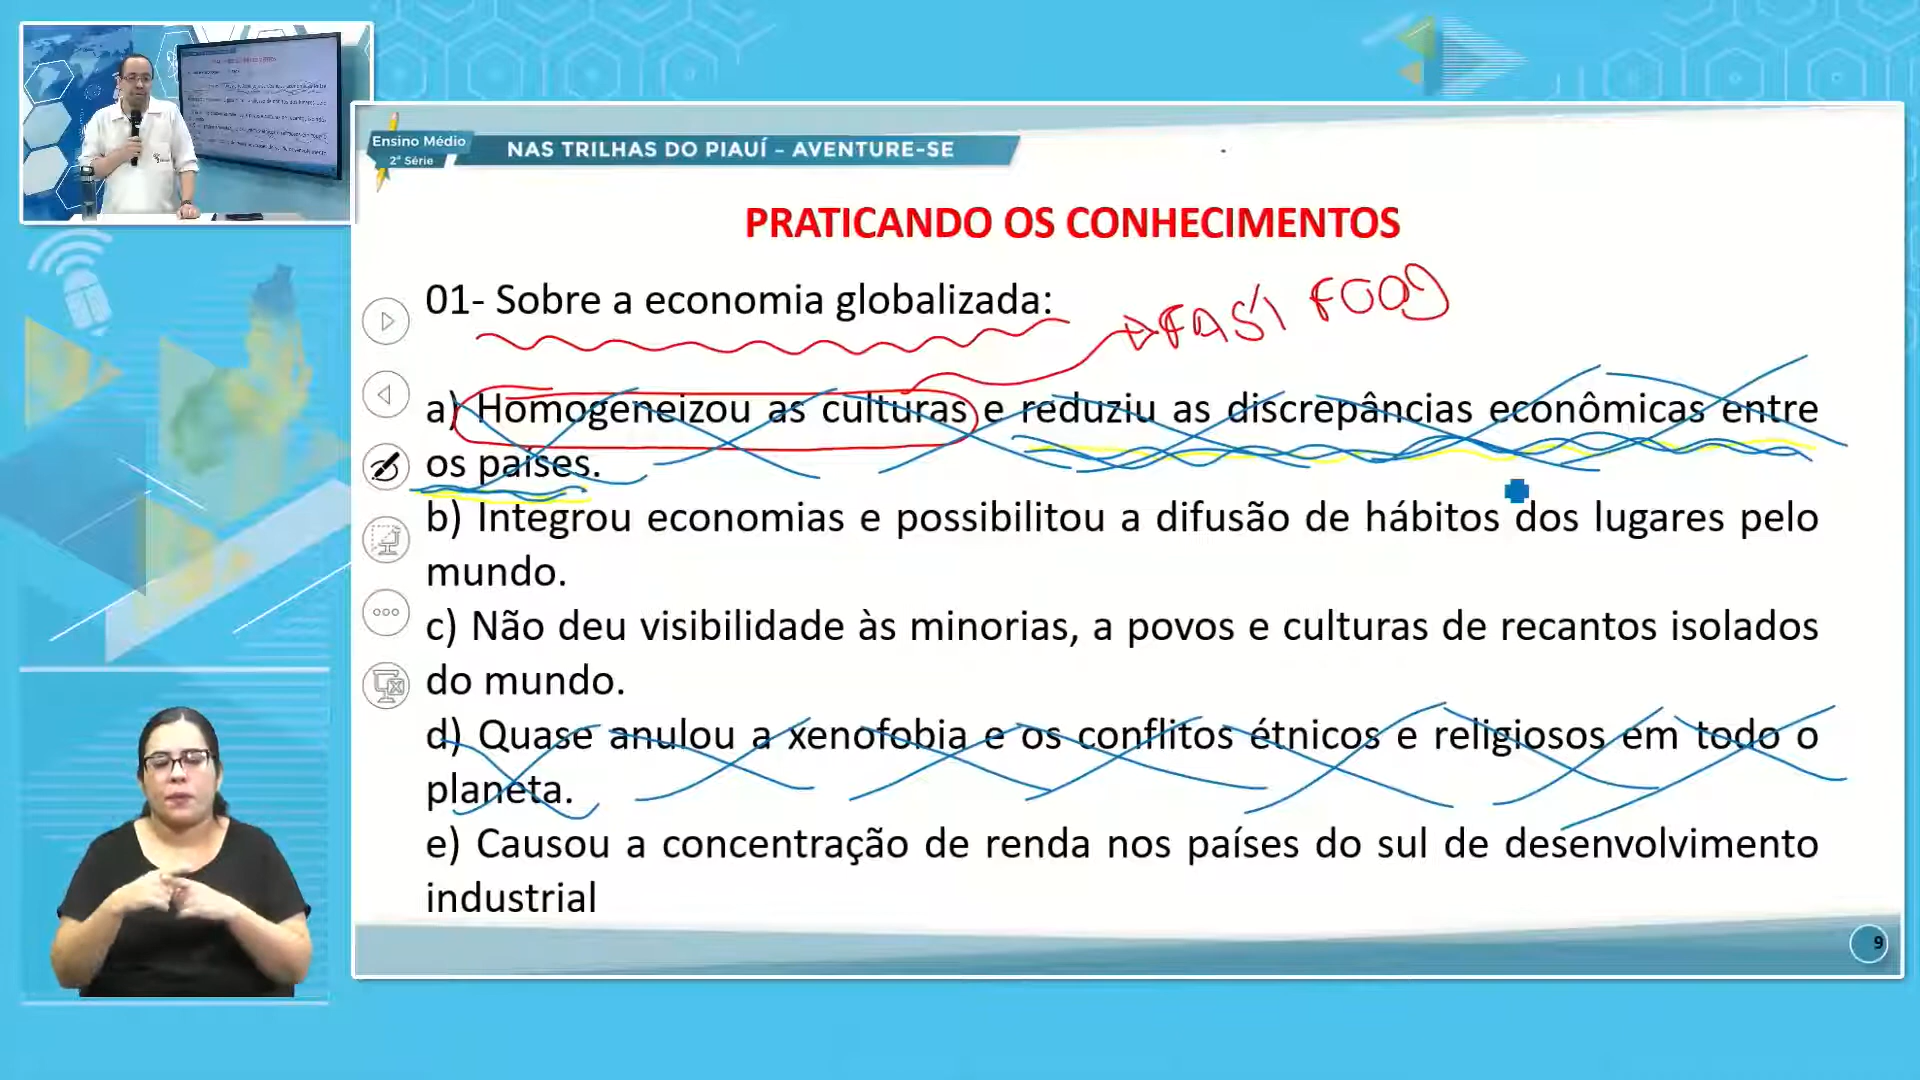 Ensino Médio
2ª Série
NAS TRILHAS DO PIAUÍ – AVENTURE-SE
PRATICANDO OS CONHECIMENTOS
01- Sobre a economia globalizada:
FAST FOOD
a) Homogeneizou as culturas e reduziu as discrepâncias econômicas entre
os países.
b) Integrou economias e possibilitou a difusão de hábitos dos lugares pelo
mundo.
c) Não deu visibilidade às minorias, a povos e culturas de recantos isolados
do mundo.
d) Quase anulou a xenofobia e os conflitos étnicos e religiosos em todo o
planeta.
e) Causou a concentração de renda nos países do sul de desenvolvimento
industrial
9